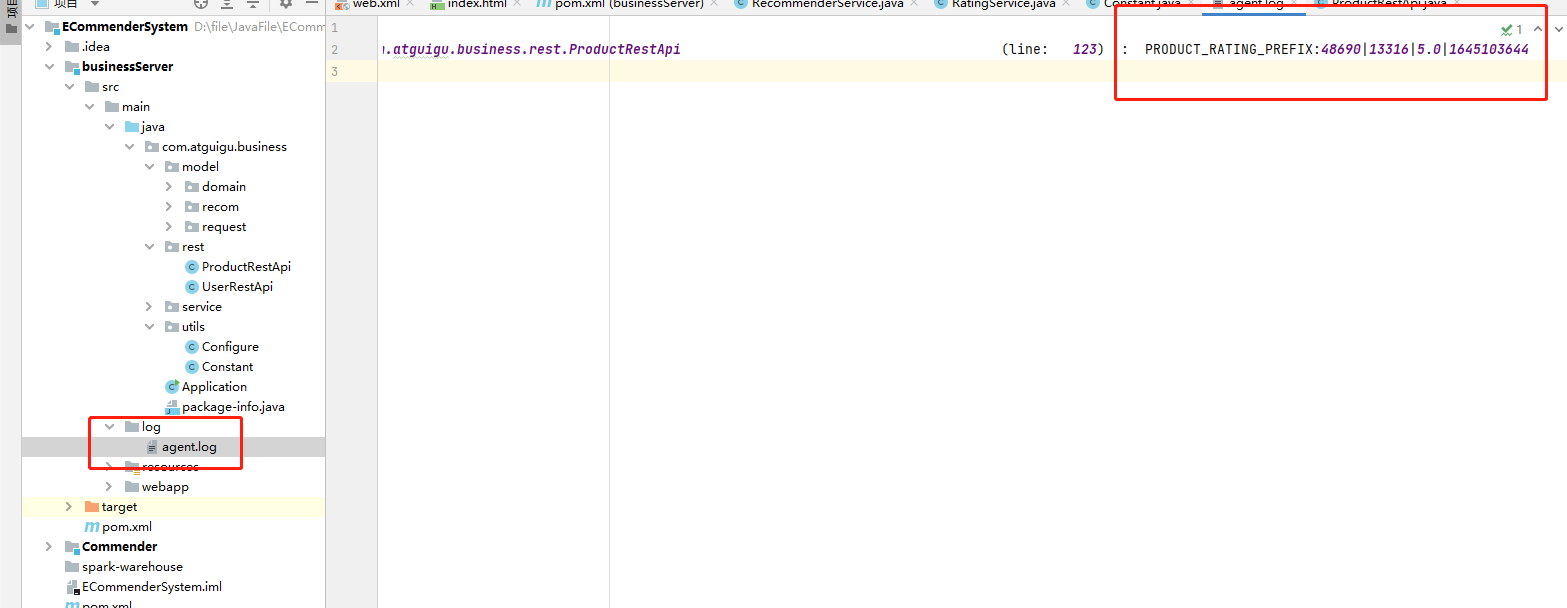 项目
项目
web.xml
index.html
pom.xml (businessServer)
RecommenderService.java
RatingService.java
Constant.java
agent.log
ProductRestApi.java
ECommenderSystem D:\file\JavaFile\EComm
.idea
businessServer
src
main
java
com.atguigu.business
model
domain
recom
request
rest
ProductRestApi
UserRestApi
service
utils
Configure
Constant
Application
package-info.java
log
agent.log
resourses
webapp
target
pom.xml
Commender
spark-warehouse
ECommenderSystem.iml
pom.xml
1
2 .atguigu.business.rest.ProductRestApi (line: 123) : PRODUCT_RATING_PREFIX:48690|13316|5.0|1645103644
3
1